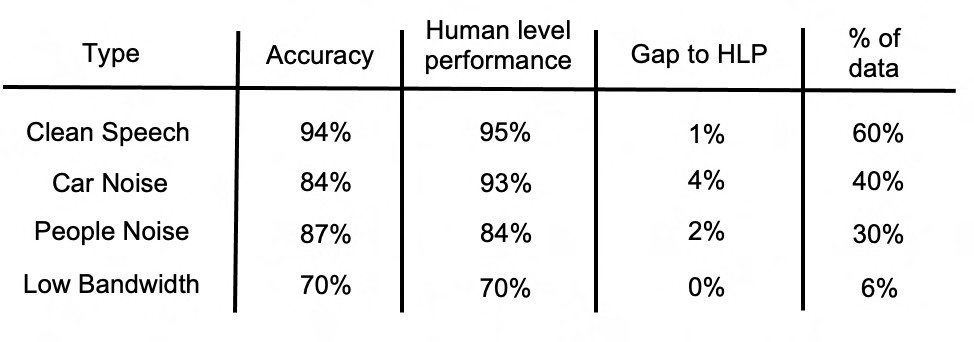 Type Accuracy Human level performance Gap to HLP % of data
Clean Speech 94% 95% 1% 60%
Car Noise 84% 93% 4% 40%
People Noise 87% 84% 2% 30%
Low Bandwidth 70% 70% 0% 6%